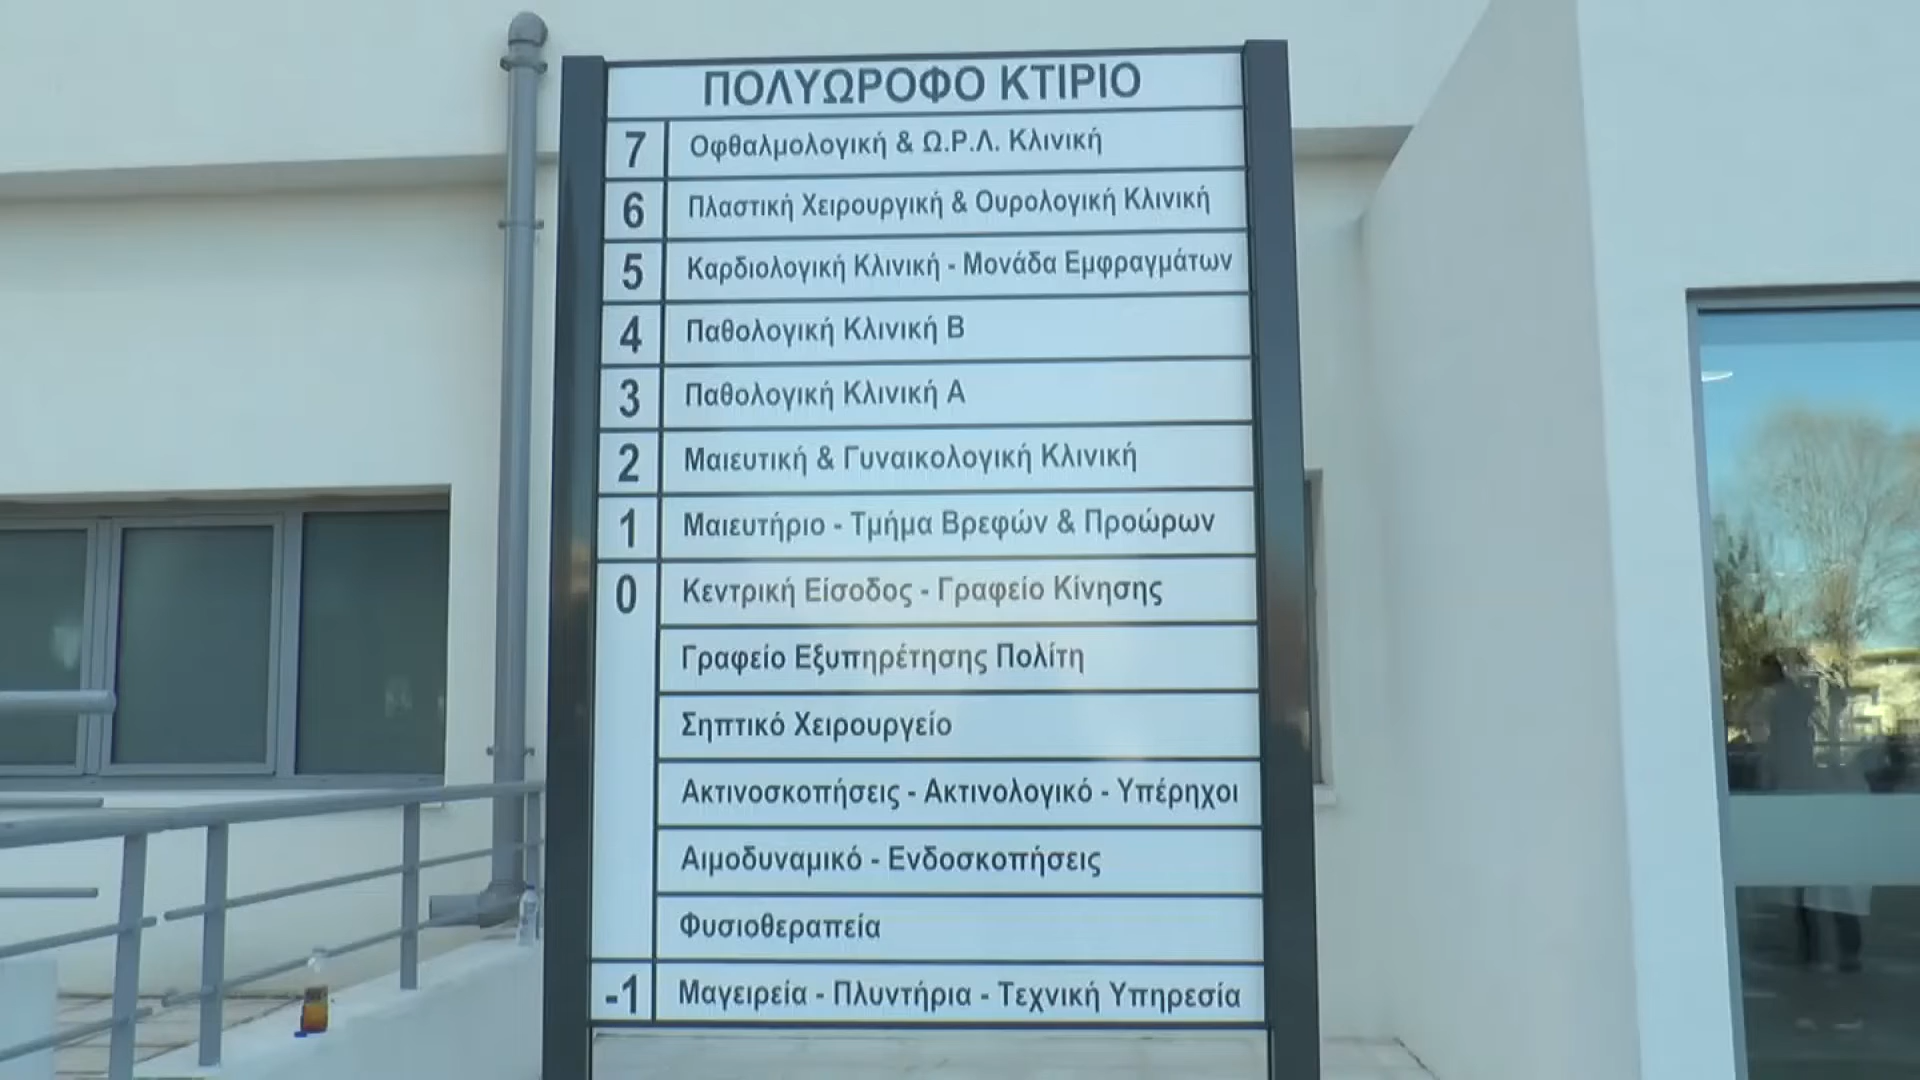 ΠΟΛΥΩΡΟΦΟ ΚΤΙΡΙΟ
7 Οφθαλμολογική & Ω.Ρ.Λ. Κλινική
6 Πλαστική Χειρουργική & Ουρολογική Κλινική
5 Καρδιολογική Κλινική - Μονάδα Εμφραγμάτων
4 Παθολογική Κλινική Β
3 Παθολογική Κλινική Α
2 Μαιευτική & Γυναικολογική Κλινική
1 Μαιευτήριο - Τμήμα Βρεφών & Προώρων
0 Κεντρική Είσοδος - Γραφείο Κίνησης
Γραφείο Εξυπηρέτησης Πολίτη
Σηπτικό Χειρουργείο
Ακτινοσκοπήσεις - Ακτινολογικό - Υπέρηχοι
Αιμοδυναμικό - Ενδοσκοπήσεις
Φυσιοθεραπεία
-1 Μαγειρεία - Πλυντήρια - Τεχνική Υπηρεσία